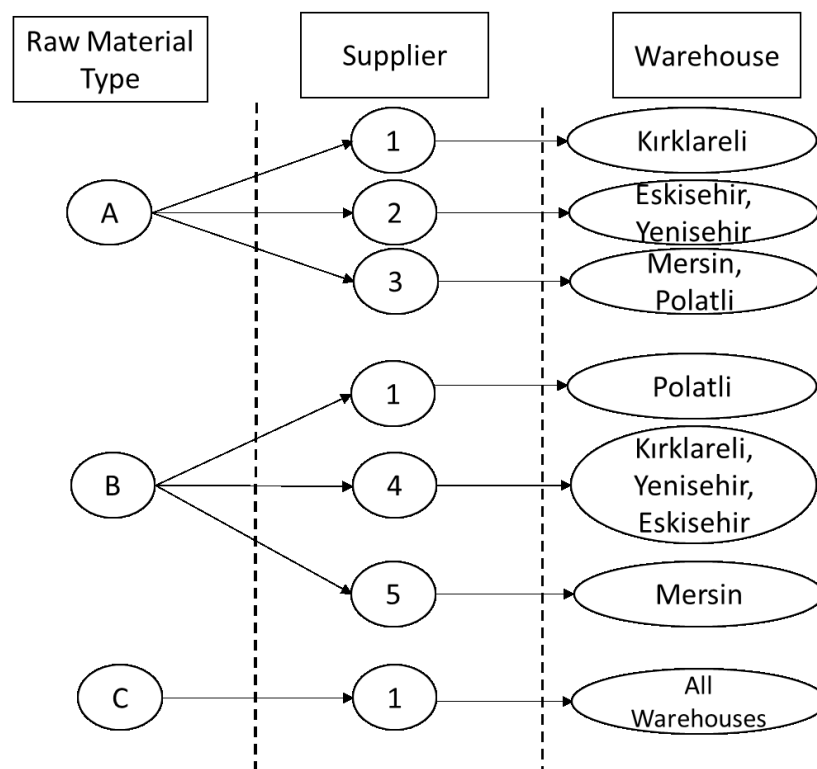 Raw Material
Type
Supplier
Warehouse
A
1
Kırklareli
2
Eskisehir,
Yenisehir
3
Mersin,
Polatli
B
1
Polatli
4
Kırklareli,
Yenisehir,
Eskisehir
5
Mersin
C
1
All
Warehouses